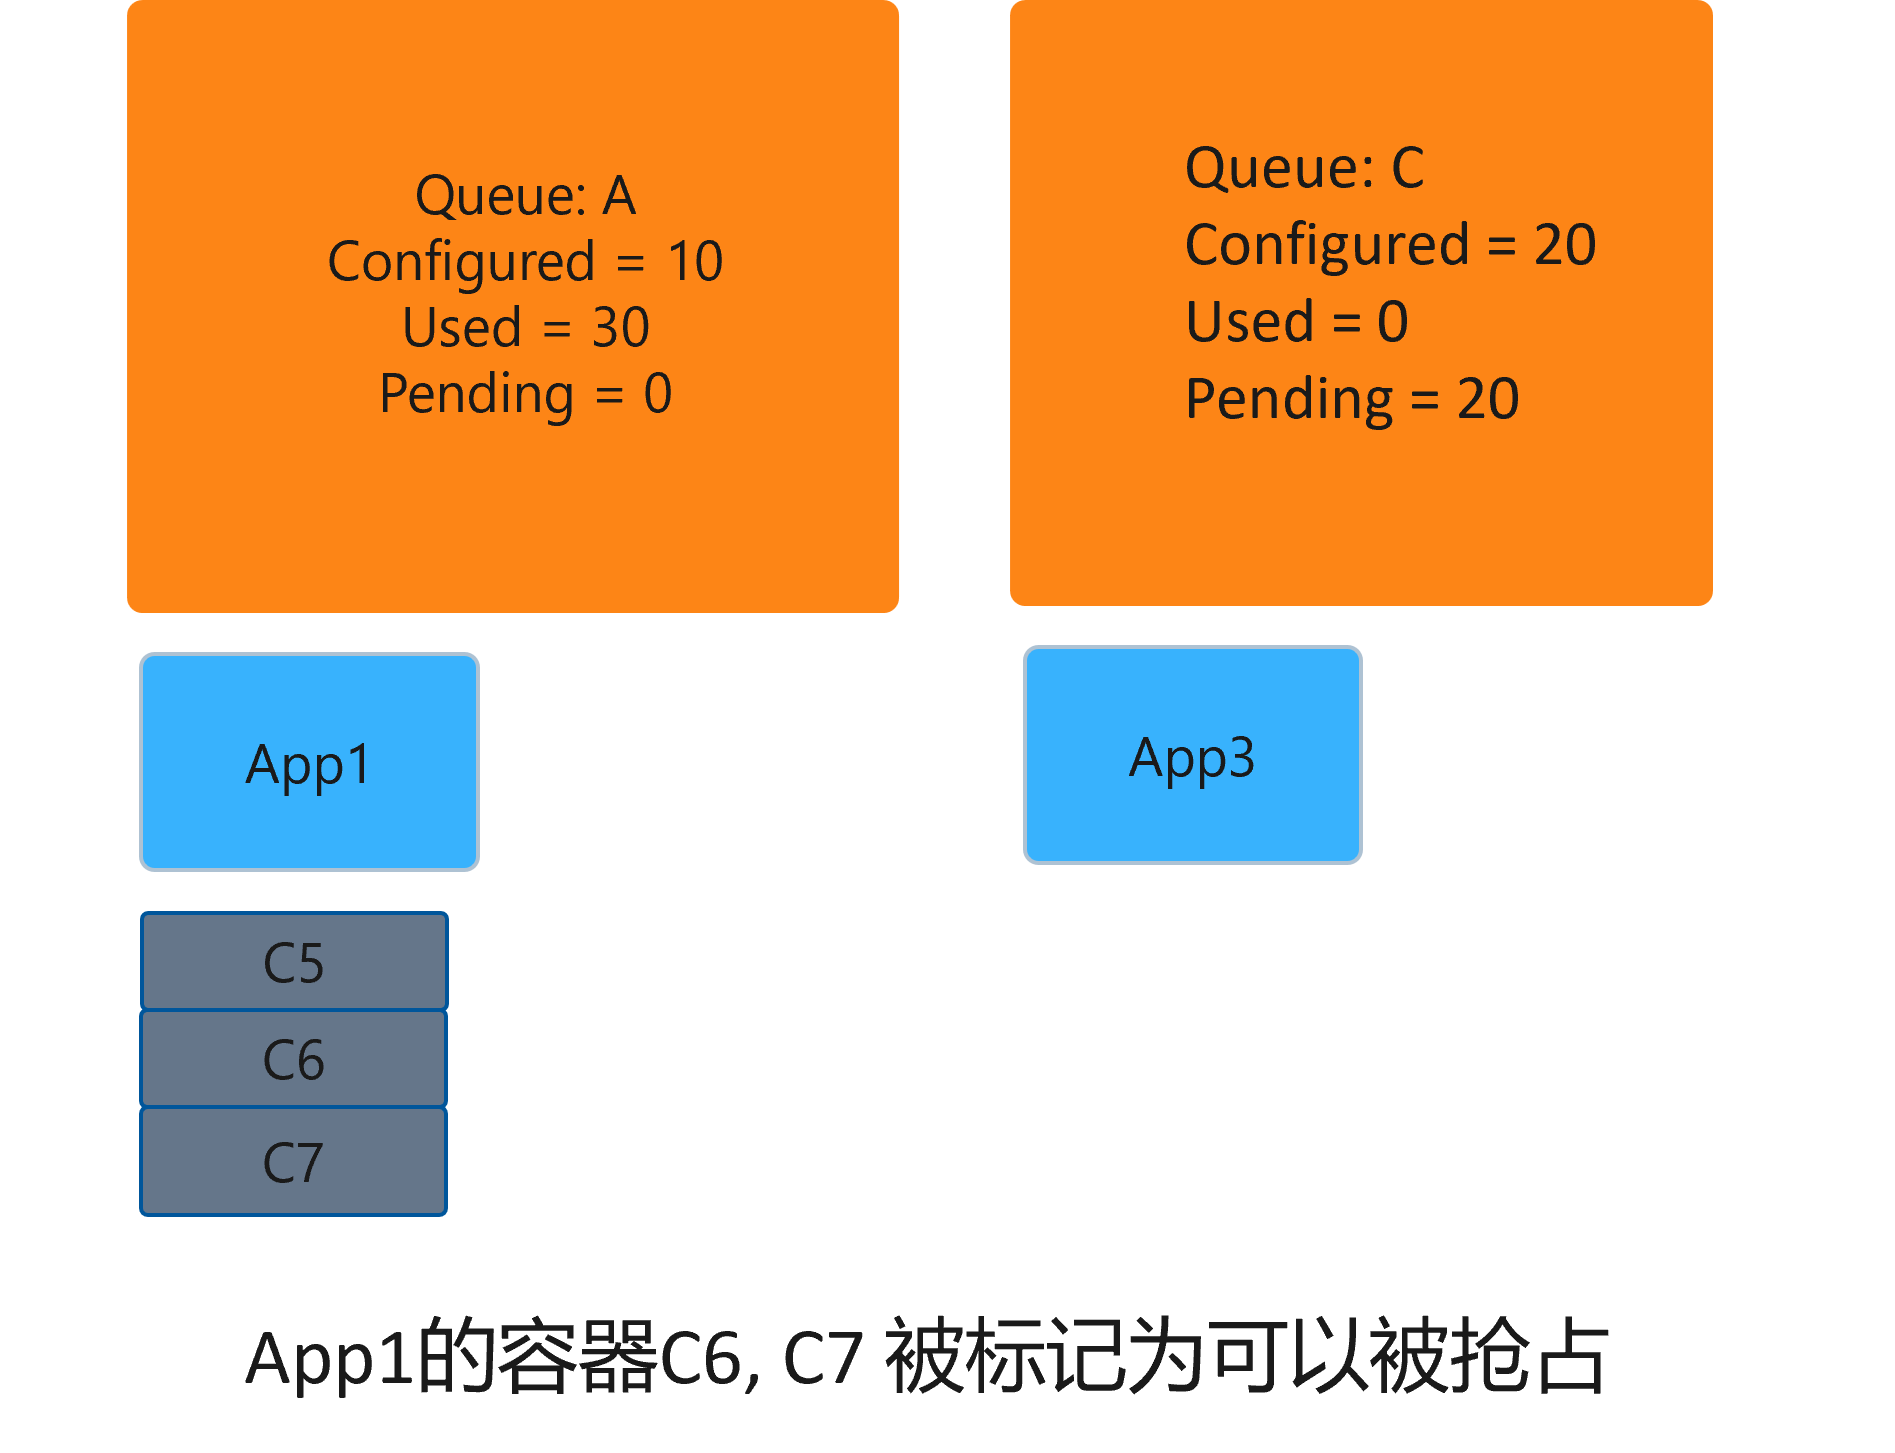 Queue: A
Configured = 10
Used = 30
Pending = 0
Queue: C
Configured = 20
Used = 0
Pending = 20
App1
App3
C5
C6
C7
App1的容器C6, C7 被标记为可以被抢占